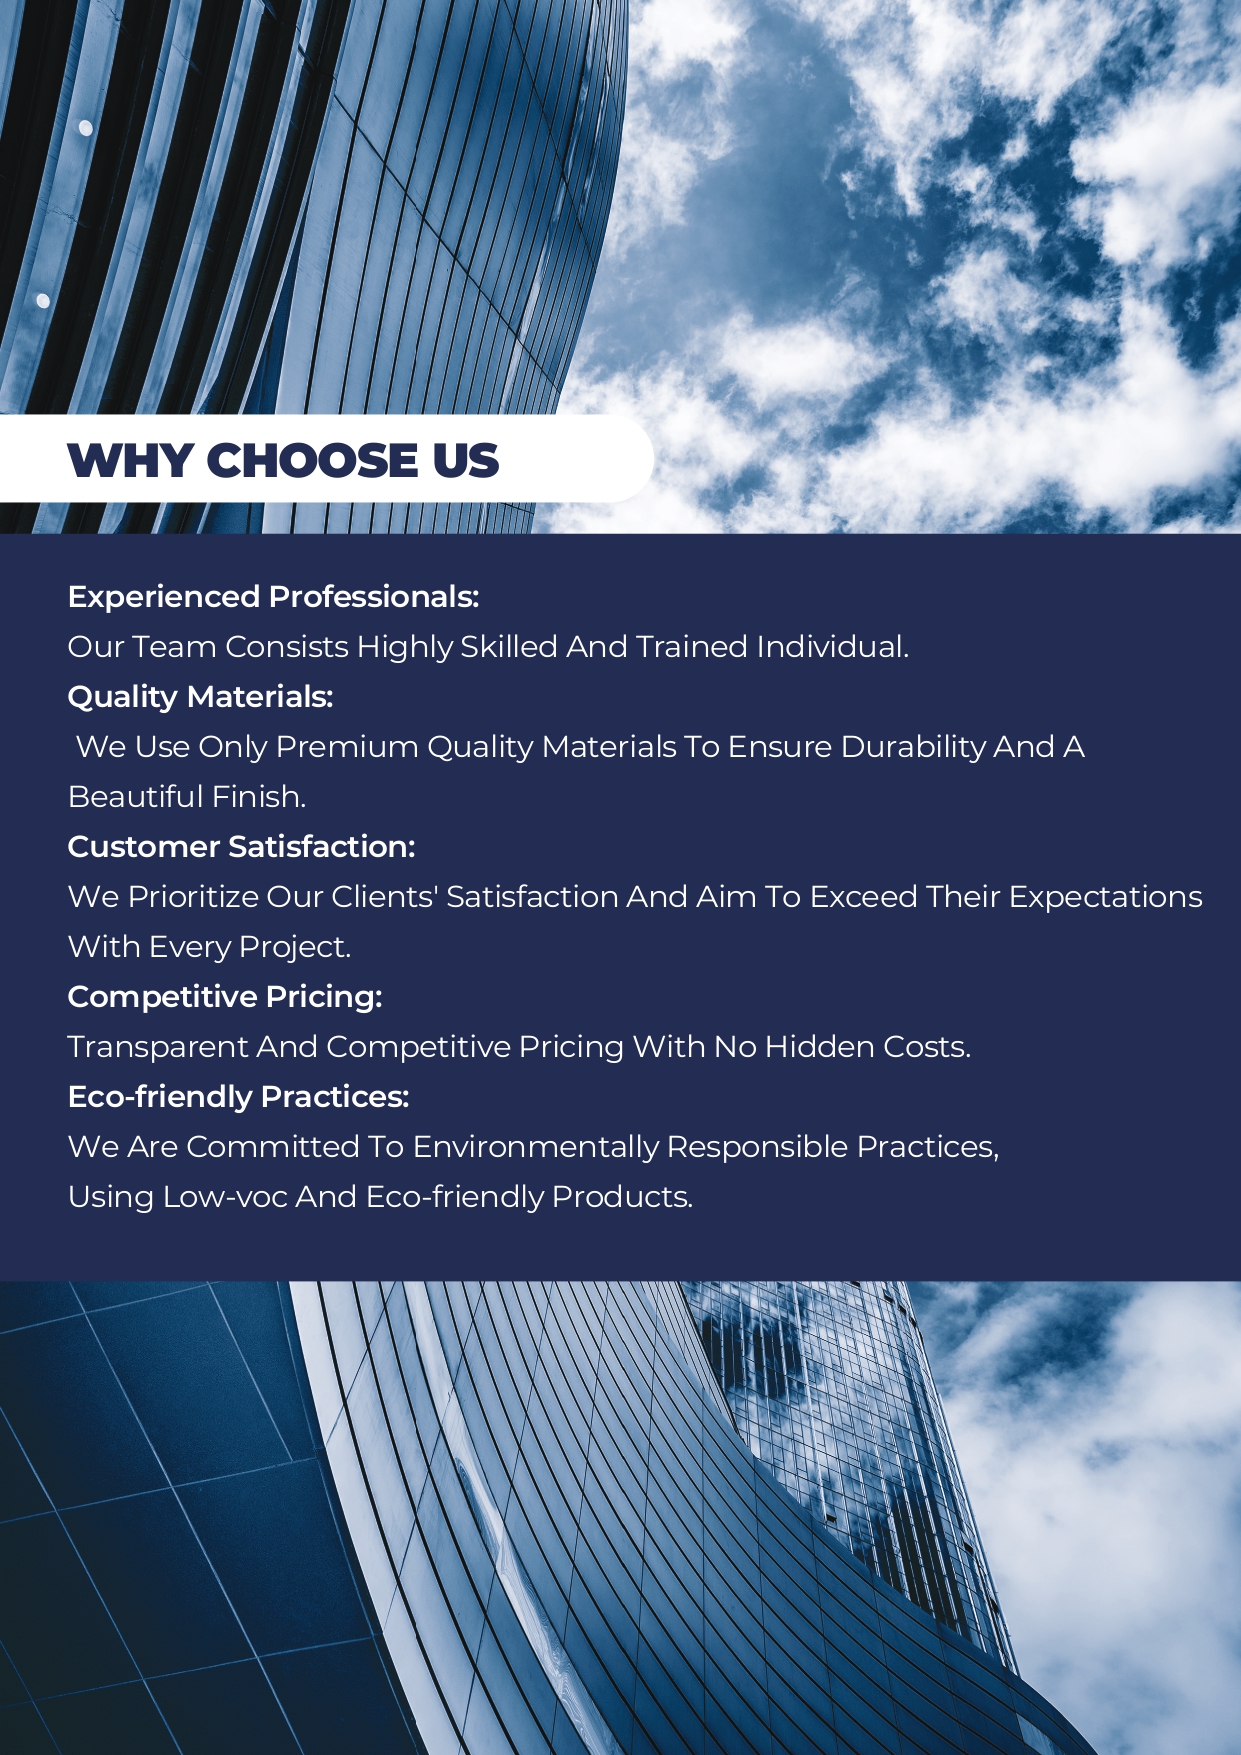 WHY CHOOSE US
Experienced Professionals:
Our Team Consists Highly Skilled And Trained Individual.
Quality Materials:
We Use Only Premium Quality Materials To Ensure Durability And A
Beautiful Finish.
Customer Satisfaction:
We Prioritize Our Clients' Satisfaction And Aim To Exceed Their Expectations
With Every Project.
Competitive Pricing:
Transparent And Competitive Pricing With No Hidden Costs.
Eco-friendly Practices:
We Are Committed To Environmentally Responsible Practices,
Using Low-voc And Eco-friendly Products.